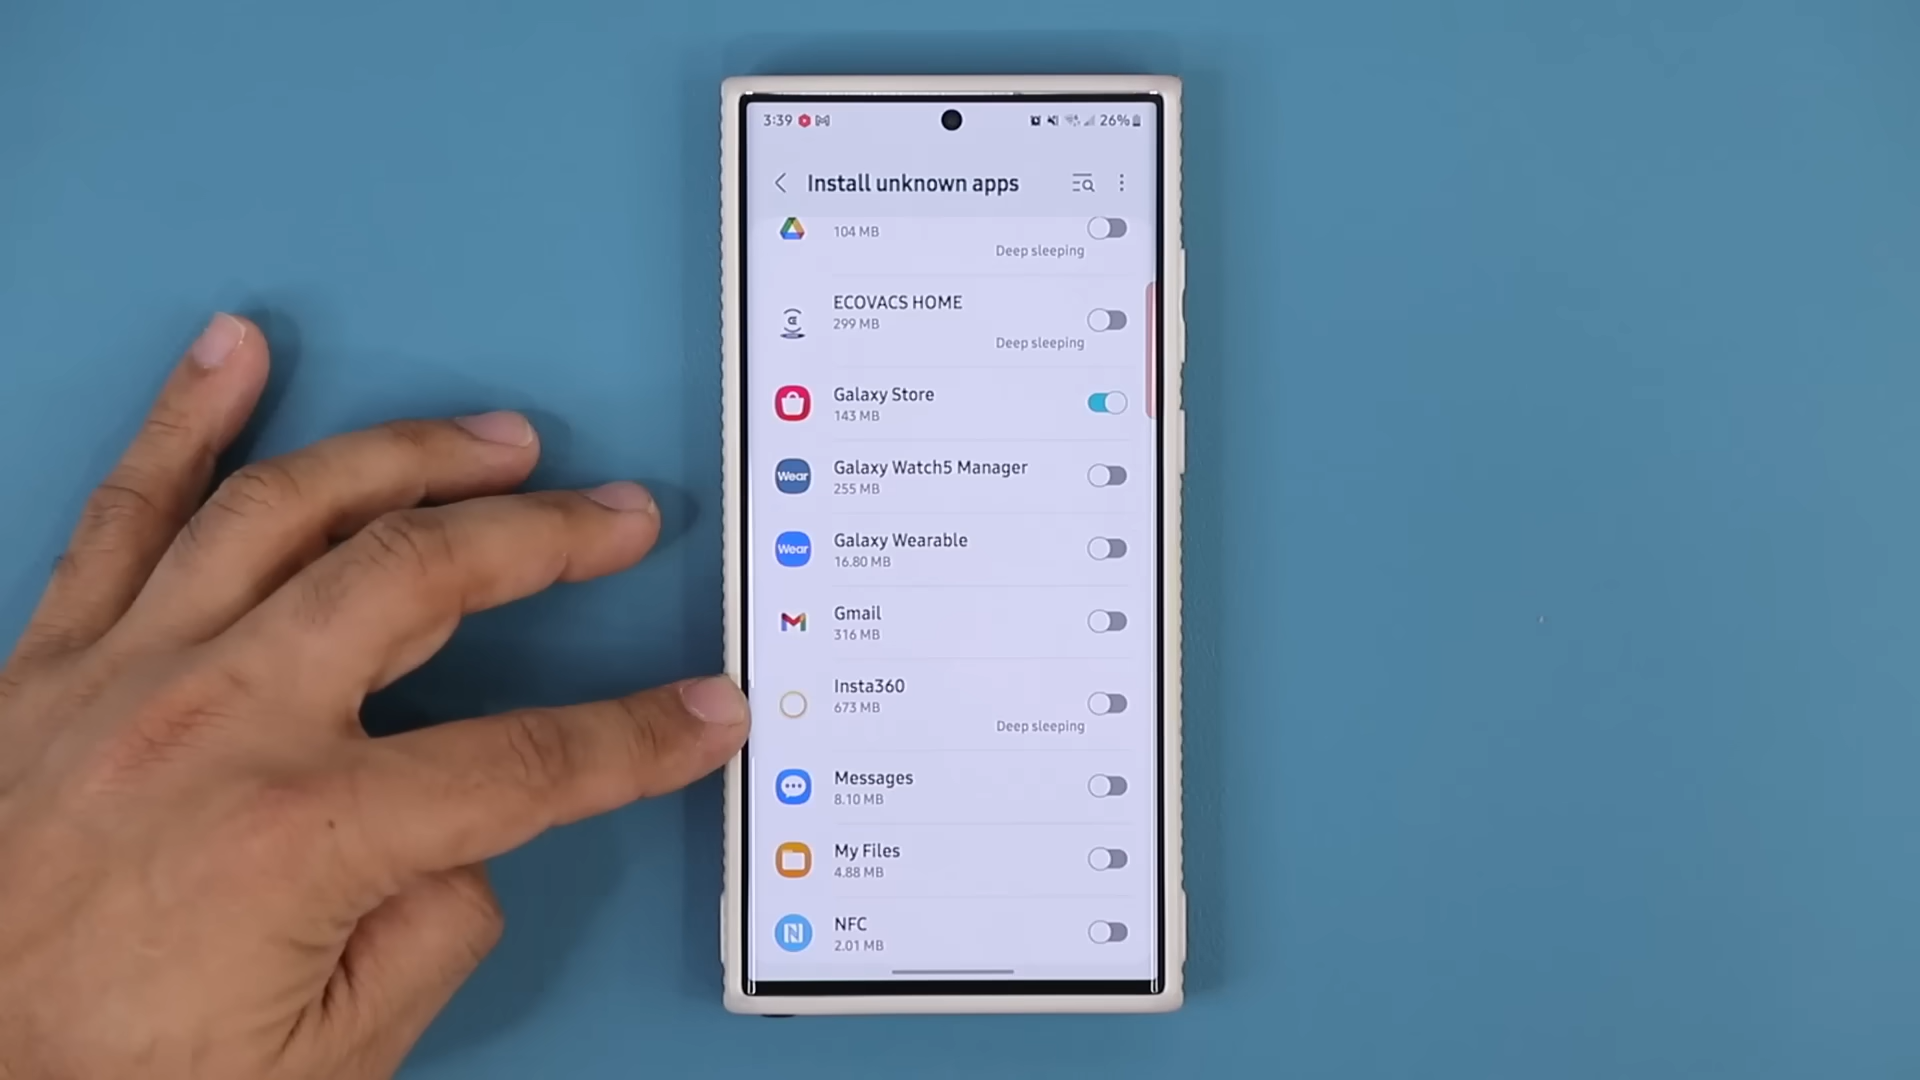 3:39
26%
Install unknown apps
104 MB
Deep sleeping
ECOVACS HOME
299 MB
Deep sleeping
Galaxy Store
143 MB
Wear
Galaxy Watch5 Manager
255 MB
Wear
Galaxy Wearable
16.80 MB
Gmail
316 MB
Insta360
673 MB
Deep sleeping
Messages
8.10 MB
My Files
4.88 MB
NFC
2.01 MB